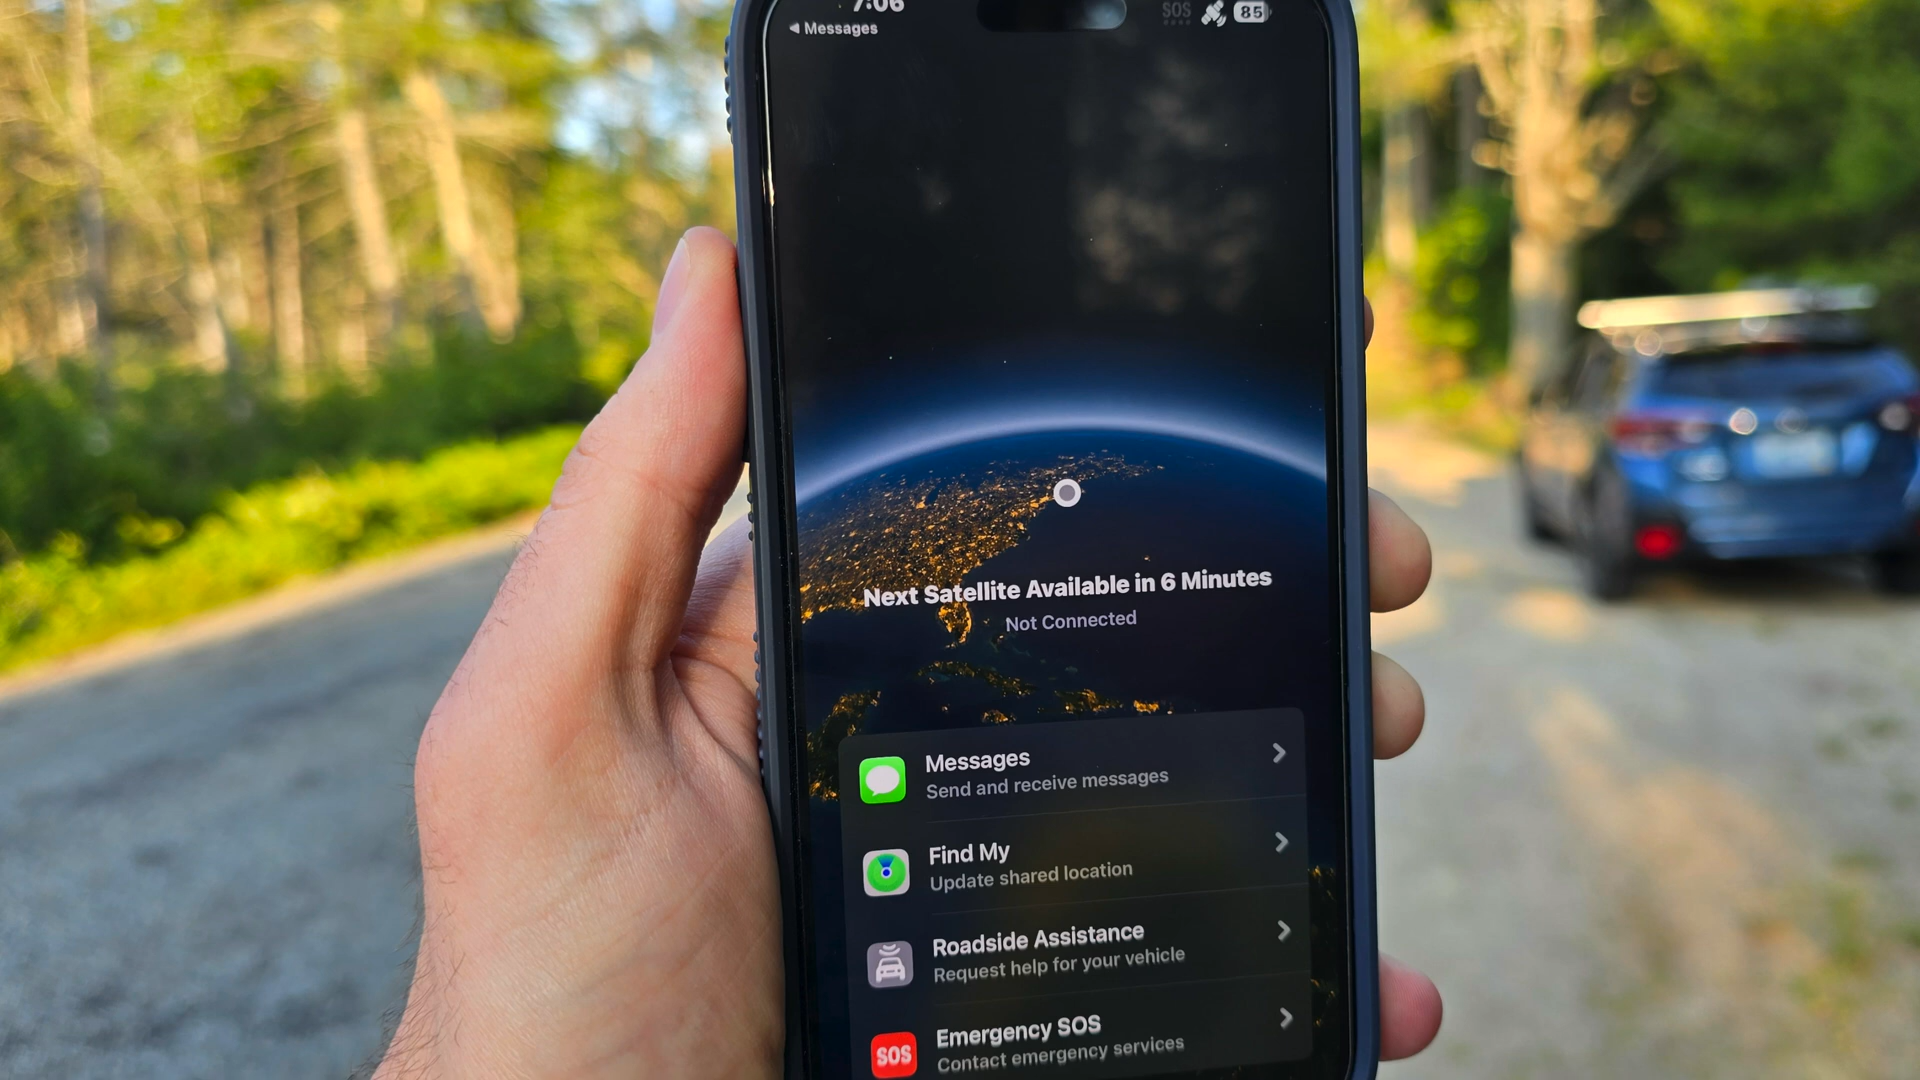 7:06
SOS
85
◀ Messages
Next Satellite Available in 6 Minutes
Not Connected
Messages
Send and receive messages
Find My
Update shared location
Roadside Assistance
Request help for your vehicle
SOS
Emergency SOS
Contact emergency services